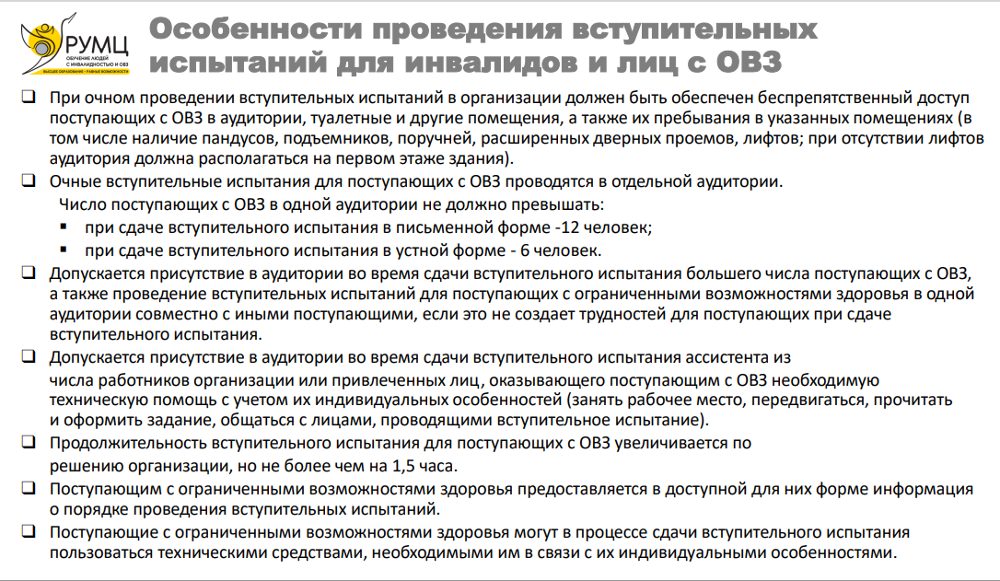 РУМЦ
ОБУЧЕНИЕ ЛЮДЕЙ
С ИНВАЛИДНОСТЬЮ И ОВЗ
ВЫСШЕЕ ОБРАЗОВАНИЕ - РАВНЫЕ ВОЗМОЖНОСТИ
Особенности проведения вступительных
испытаний для инвалидов и лиц с ОВЗ
❑ При очном проведении вступительных испытаний в организации должен быть обеспечен беспрепятственный доступ
поступающих с ОВЗ в аудитории, туалетные и другие помещения, а также их пребывания в указанных помещениях (в
том числе наличие пандусов, подъемников, поручней, расширенных дверных проемов, лифтов; при отсутствии лифтов
аудитория должна располагаться на первом этаже здания).
❑ Очные вступительные испытания для поступающих с ОВЗ проводятся в отдельной аудитории.
Число поступающих с ОВЗ в одной аудитории не должно превышать:
▪ при сдаче вступительного испытания в письменной форме -12 человек;
▪ при сдаче вступительного испытания в устной форме - 6 человек.
❑ Допускается присутствие в аудитории во время сдачи вступительного испытания большего числа поступающих с ОВЗ,
а также проведение вступительных испытаний для поступающих с ограниченными возможностями здоровья в одной
аудитории совместно с иными поступающими, если это не создает трудностей для поступающих при сдаче
вступительного испытания.
❑ Допускается присутствие в аудитории во время сдачи вступительного испытания ассистента из
числа работников организации или привлеченных лиц, оказывающего поступающим с ОВЗ необходимую
техническую помощь с учетом их индивидуальных особенностей (занять рабочее место, передвигаться, прочитать
и оформить задание, общаться с лицами, проводящими вступительное испытание).
❑ Продолжительность вступительного испытания для поступающих с ОВЗ увеличивается по
решению организации, но не более чем на 1,5 часа.
❑ Поступающим с ограниченными возможностями здоровья предоставляется в доступной для них форме информация
о порядке проведения вступительных испытаний.
❑ Поступающие с ограниченными возможностями здоровья могут в процессе сдачи вступительного испытания
пользоваться техническими средствами, необходимыми им в связи с их индивидуальными особенностями.